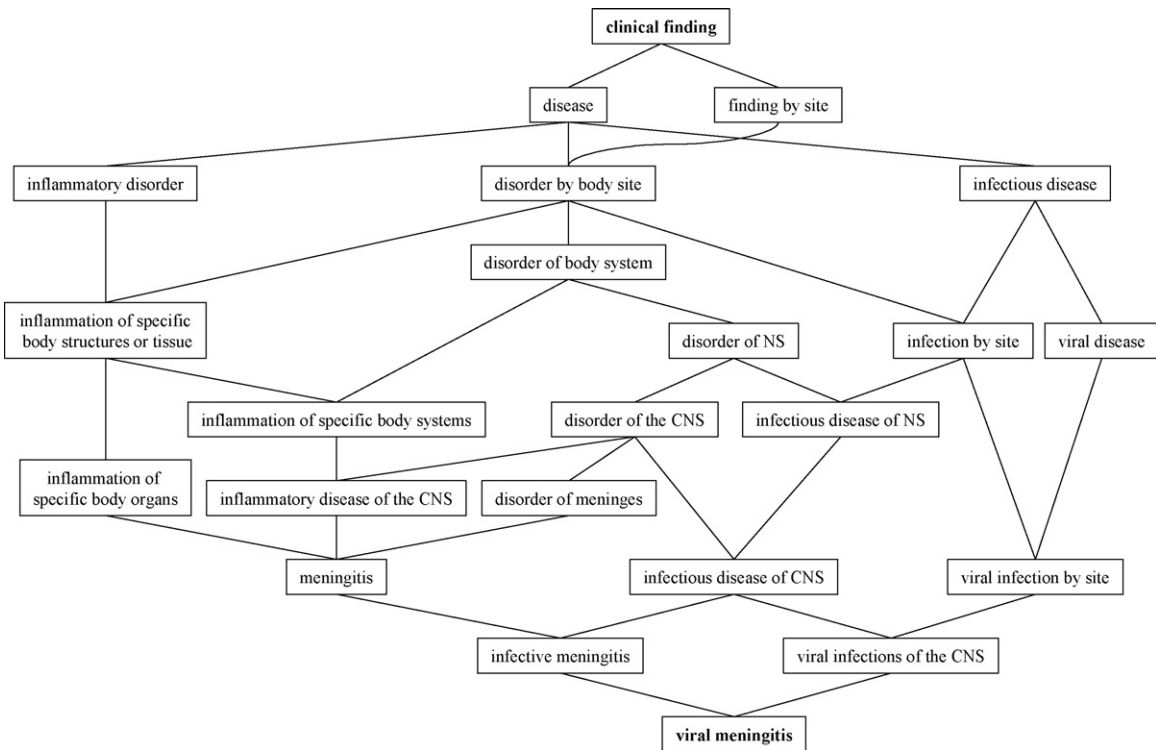 clinical finding
disease
finding by site
inflammatory disorder
disorder by body site
infectious disease
disorder of body system
inflammation of specific
body structures or tissue
disorder of NS
infection by site
viral disease
inflammation of specific body systems
disorder of the CNS
infectious disease of NS
inflammation of
specific body organs
inflammatory disease of the CNS
disorder of meninges
meningitis
infectious disease of CNS
viral infection by site
infective meningitis
viral infections of the CNS
viral meningitis